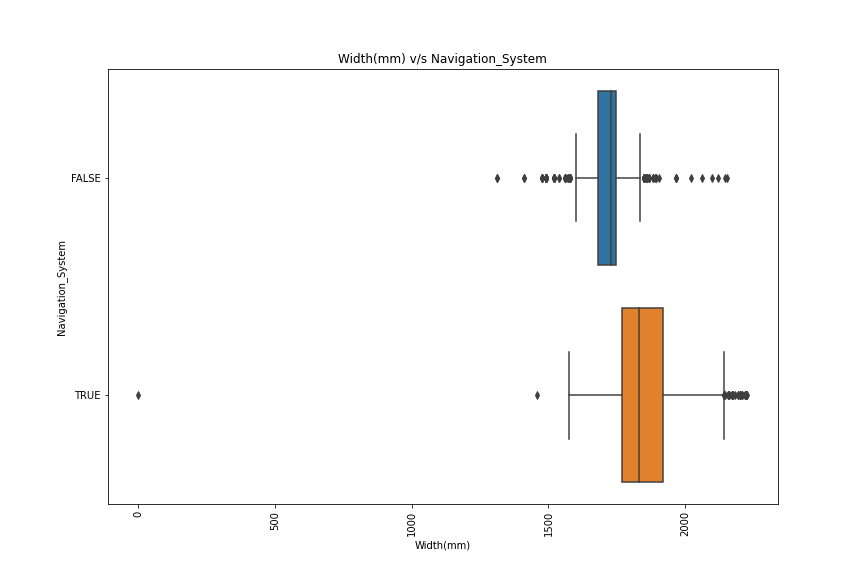 Width(mm) v/s Navigation_System
FALSE
Navigation_System
TRUE
0
500
1000
1500
2000
Width(mm)